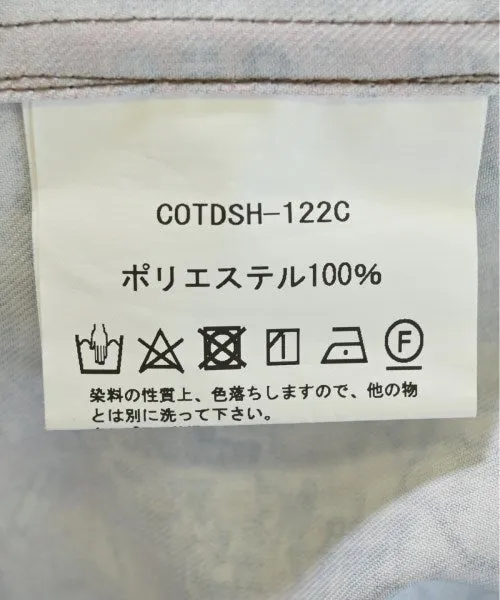 COTDSH-122C
ポリエステル100%
F
染料の性質上、色落ちしますので、他の物
とは別に洗って下さい。